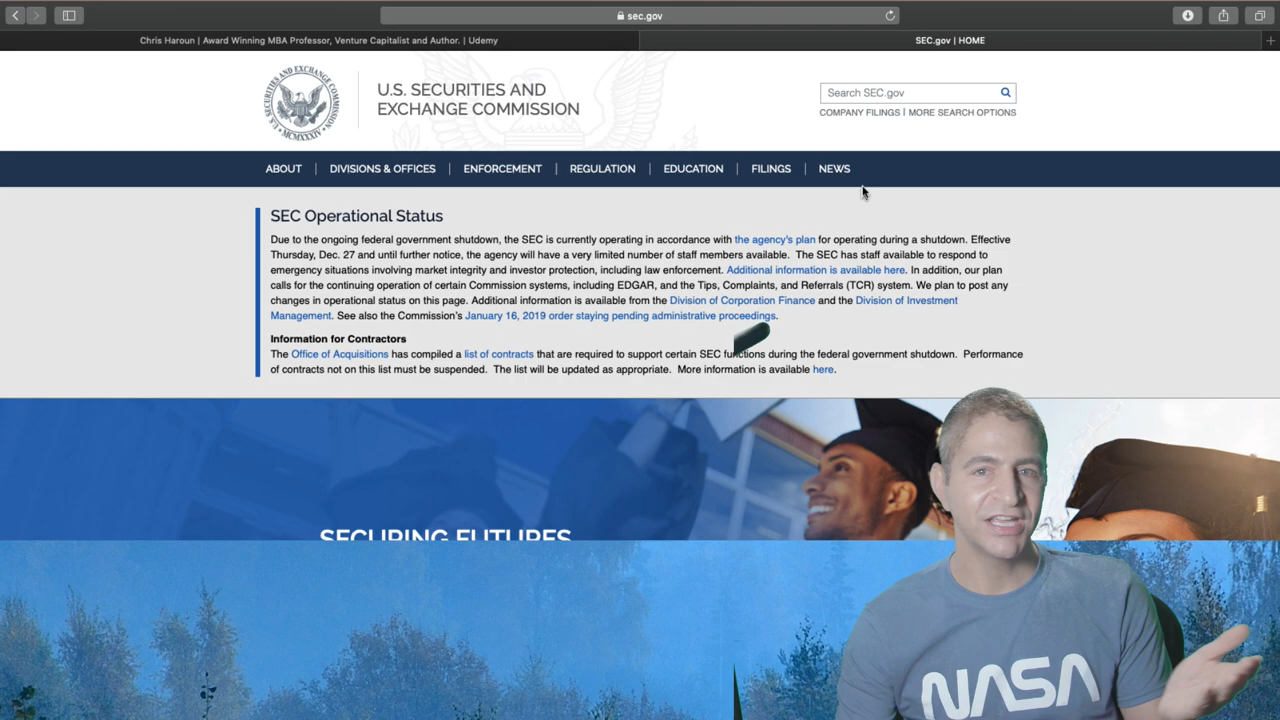 sec.gov
Chris Haroun | Award Winning MBA Professor, Venture Capitalist and Author. | Udemy
SEC.gov | HOME
U.S. SECURITIES AND
EXCHANGE COMMISSION
Search SEC.gov
COMPANY FILINGS | MORE SEARCH OPTIONS
ABOUT | DIVISIONS & OFFICES | ENFORCEMENT | REGULATION | EDUCATION | FILINGS | NEWS
SEC Operational Status
Due to the ongoing federal government shutdown, the SEC is currently operating in accordance with the agency's plan for operating during a shutdown. Effective
Thursday, Dec. 27 and until further notice, the agency will have a very limited number of staff members available. The SEC has staff available to respond to
emergency situations involving market integrity and investor protection, including law enforcement. Additional information is available here. In addition, our plan
calls for the continuing operation of certain Commission systems, including EDGAR, and the Tips, Complaints, and Referrals (TCR) system. We plan to post any
changes in operational status on this page. Additional information is available from the Division of Corporation Finance and the Division of Investment
Management. See also the Commission's January 16, 2019 order staying pending administrative proceedings.
Information for Contractors
The Office of Acquisitions has compiled a list of contracts that are required to support certain SEC functions during the federal government shutdown. Performance
of contracts not on this list must be suspended. The list will be updated as appropriate. More information is available here.
SECURING FUTURES
NASA